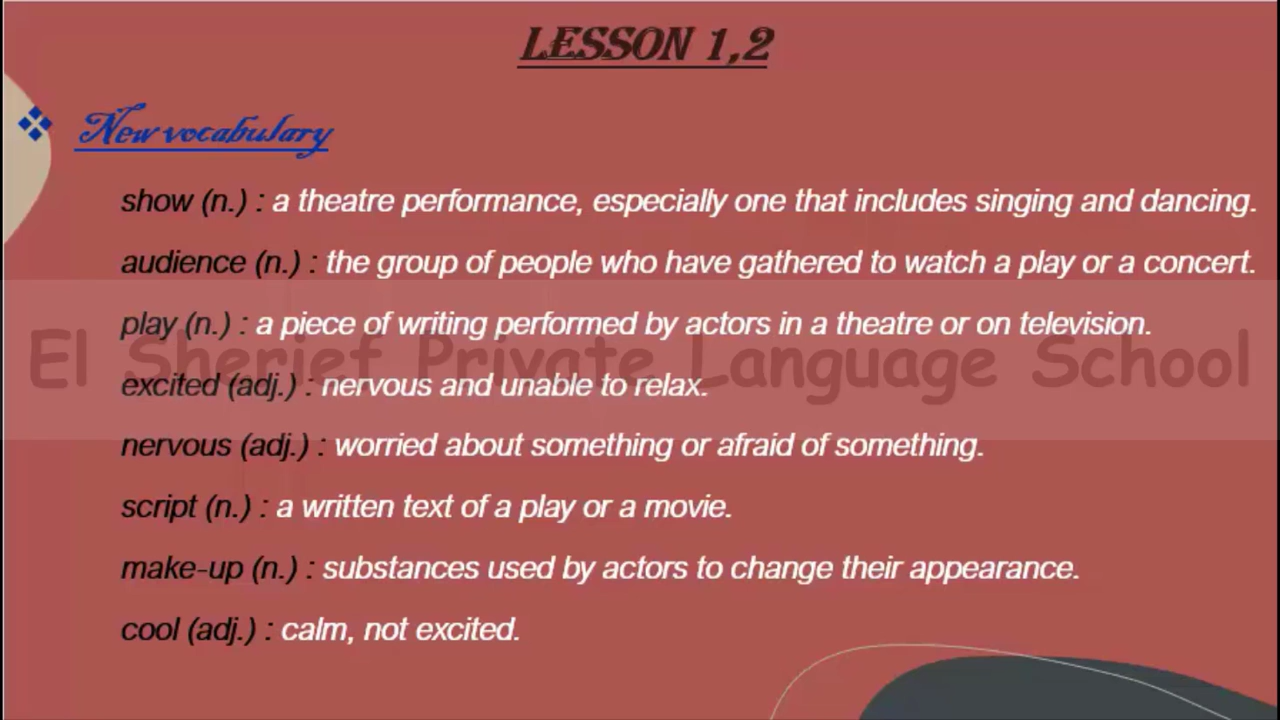 LESSON 1,2
New vocabulary
show (n.) : a theatre performance, especially one that includes singing and dancing.
audience (n.) : the group of people who have gathered to watch a play or a concert.
play (n.) : a piece of writing performed by actors in a theatre or on television.
El Sherief Private Language School
excited (adj.) : nervous and unable to relax.
nervous (adj.) : worried about something or afraid of something.
script (n.) : a written text of a play or a movie.
make-up (n.) : substances used by actors to change their appearance.
cool (adj.) : calm, not excited.